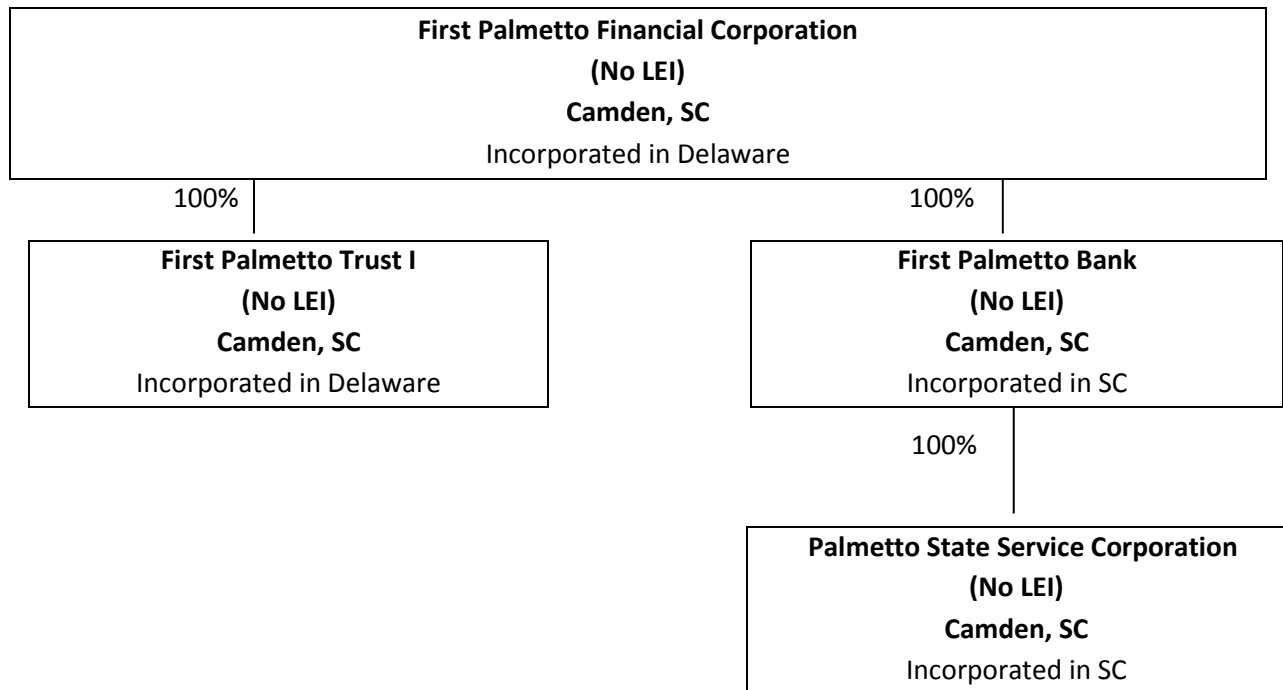 First Palmetto Financial Corporation
(No LEI)
Camden, SC
Incorporated in Delaware
100%
100%
First Palmetto Trust I
(No LEI)
Camden, SC
Incorporated in Delaware
First Palmetto Bank
(No LEI)
Camden, SC
Incorporated in SC
100%
Palmetto State Service Corporation
(No LEI)
Camden, SC
Incorporated in SC